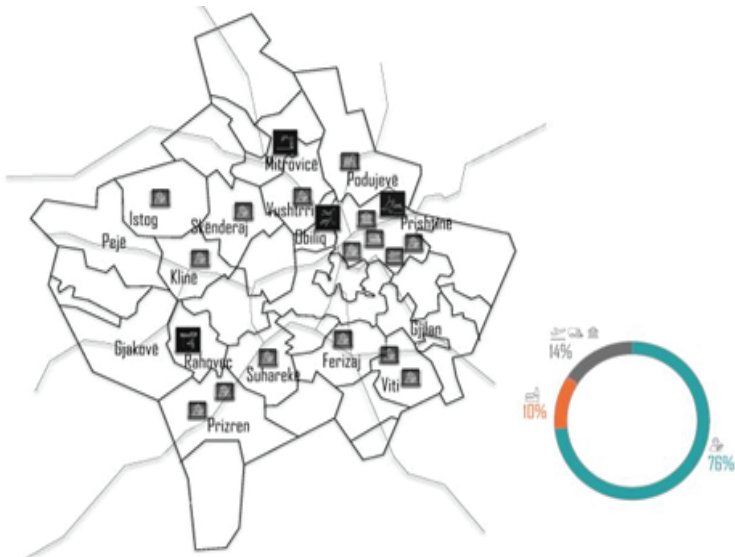 Mitrovicë
Podujevë
Istog
Skenderaj
Vushtrri
Obiliq
Prishtinë
Pejë
Klinë
Gjakovë
Rahovec
Suharekë
Ferizaj
Gjilan
Viti
Prizren
14%
10%
76%